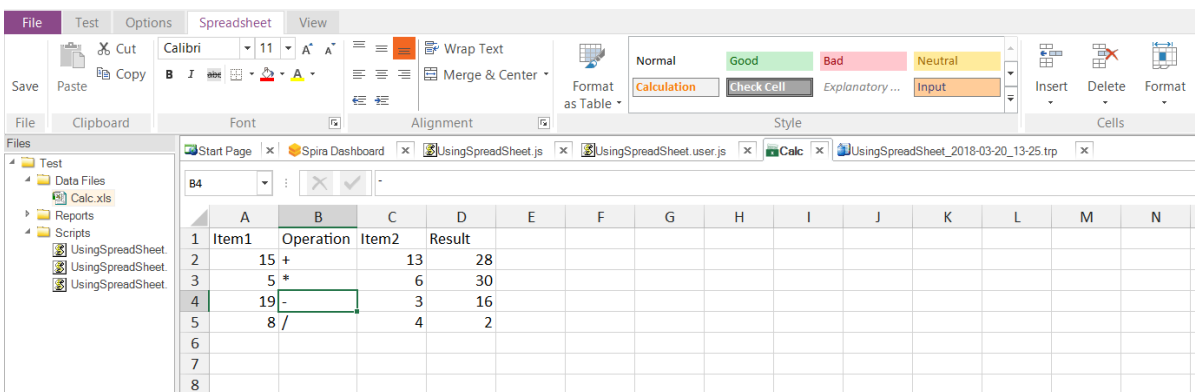 File Test Options Spreadsheet View
Cut Calibri 11 A A Wrap Text
Normal Good Bad Neutral
Copy B I abc A Merge & Center
Save Paste Format as Table Calculation Check Cell Explanatory ... Input Insert Delete Format
File Clipboard Font Alignment Style Cells
Files
Start Page Spira Dashboard UsingSpreadSheet.js UsingSpreadSheet.user.js Calc UsingSpreadSheet_2018-03-20_13-25.trp
Test
Data Files
Calc.xls
Reports
Scripts
UsingSpreadSheet.
UsingSpreadSheet.
UsingSpreadSheet.
B4 -
A B C D E F G H I J K L M N
1 Item1 Operation Item2 Result
2 15 + 13 28
3 5 * 6 30
4 19 - 3 16
5 8 / 4 2
6
7
8